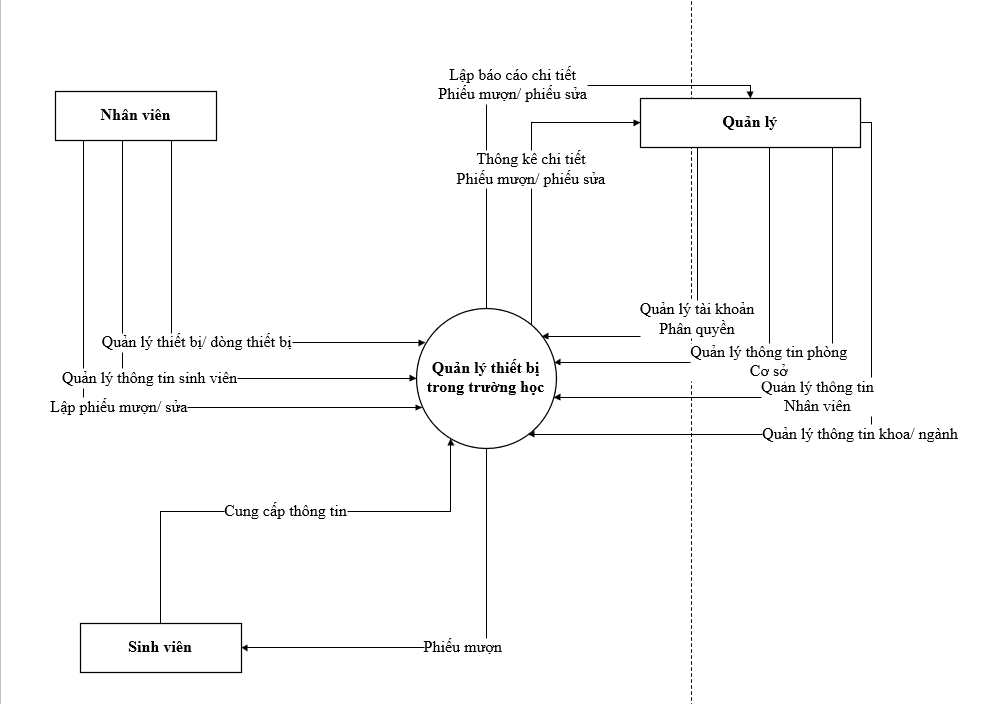 Lập báo cáo chi tiết
Phiếu mượn/ phiếu sửa
Nhân viên
Quản lý
Thông kê chi tiết
Phiếu mượn/ phiếu sửa
Quản lý tài khoản
Phân quyền
Quản lý thiết bị/ dòng thiết bị
Quản lý thông tin phòng
Cơ sở
Quản lý thiết bị
trong trường học
Quản lý thông tin sinh viên
Quản lý thông tin
Nhân viên
Lập phiếu mượn/ sửa
Quản lý thông tin khoa/ ngành
Cung cấp thông tin
Sinh viên
Phiếu mượn